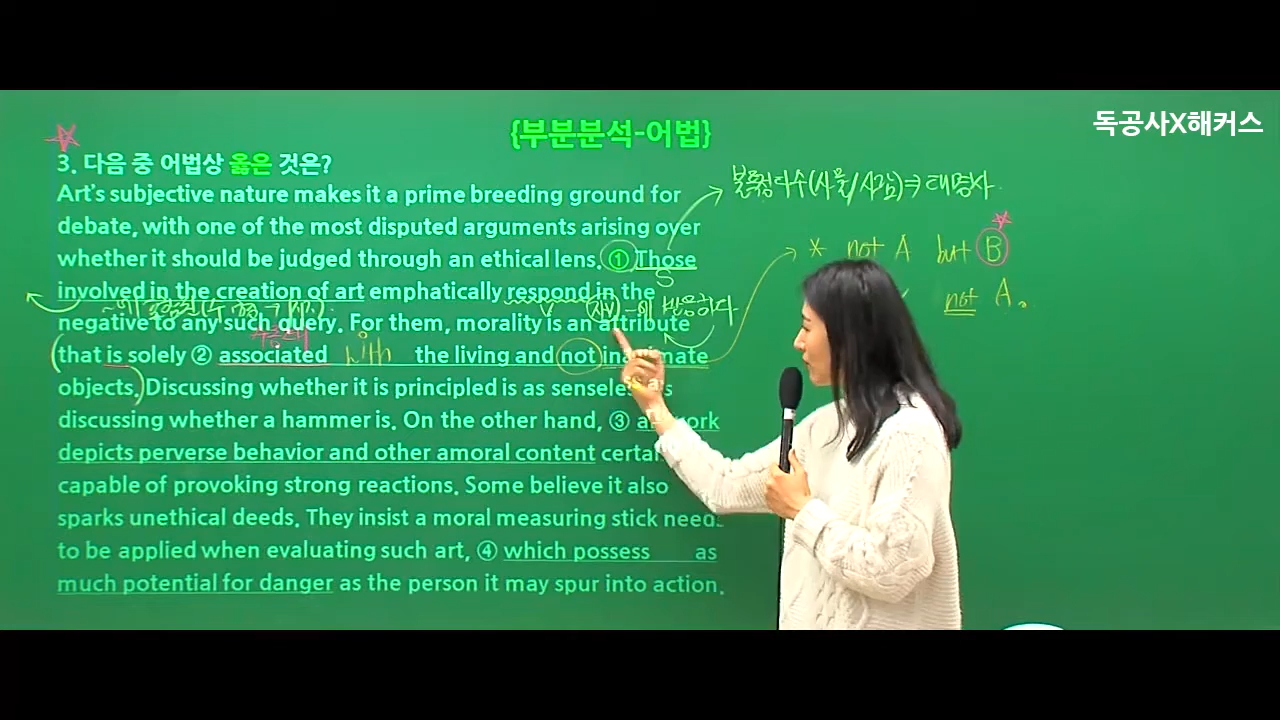 독공사X해커스
{부분분석-어법}
3. 다음 중 어법상 옳은 것은?
Art's subjective nature makes it a prime breeding ground for
debate, with one of the most disputed arguments arising over
whether it should be judged through an ethical lens. ① Those
involved in the creation of art emphatically respond in the
negative to any such query. For them, morality is an attribute
that is solely ② associated with the living and not inanimate
objects. Discussing whether it is principled is as senseless as
discussing whether a hammer is. On the other hand, ③
depicts perverse behavior and other amoral content
capable of provoking strong reactions. Some believe it also
sparks unethical deeds. They insist a moral measuring stick needs
to be applied when evaluating such art, ④ which possess as
much potential for danger as the person it may spur into action.
대명사
* not A but B
not A
S
반응하다
수동태